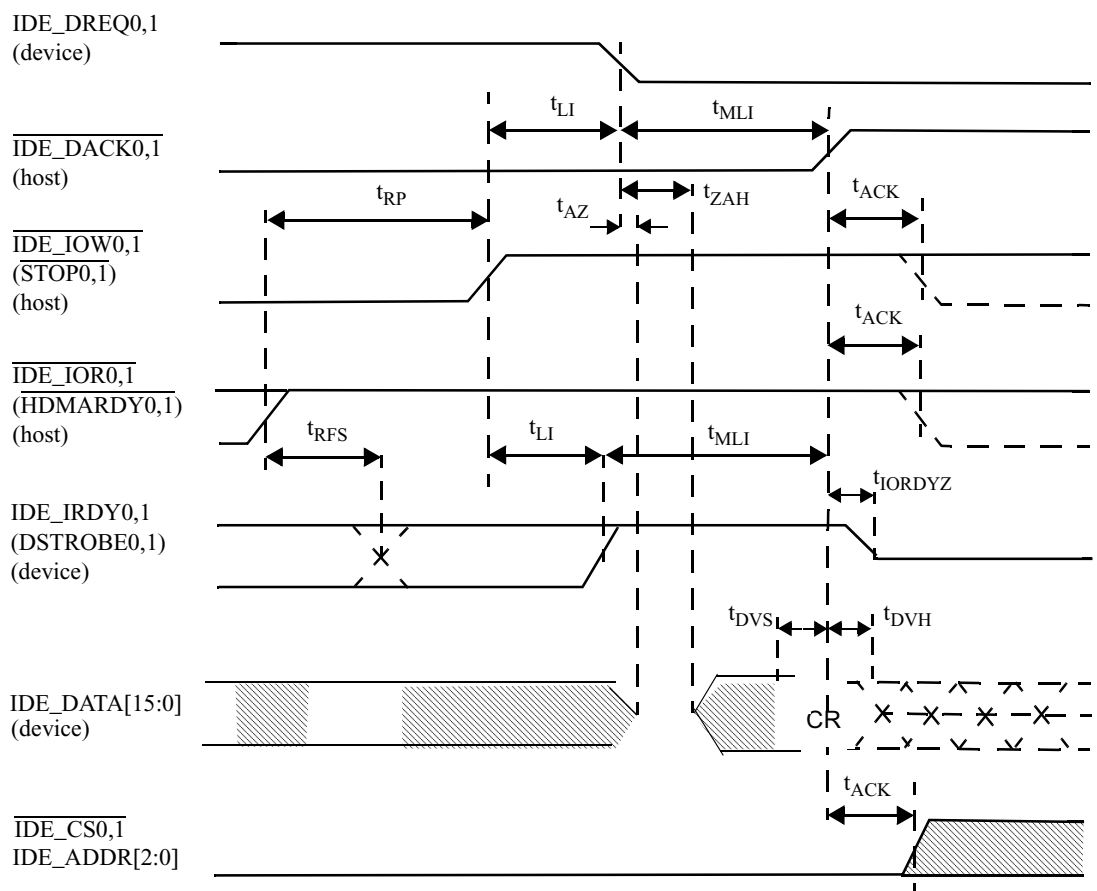 IDE_DREQ0,1
(device)
tLI
tMLI
IDE_DACK0,1
(host)
tRP
tAZ
tZAH
tACK
IDE_IOW0,1
(STOP0,1)
(host)
tACK
IDE_IOR0,1
(HDMARDY0,1)
(host)
tRFS
tLI
tMLI
tIORDYZ
IDE_IRDY0,1
(DSTROBE0,1)
(device)
tDVS
tDVH
IDE_DATA[15:0]
(device)
CR
tACK
IDE_CS0,1
IDE_ADDR[2:0]